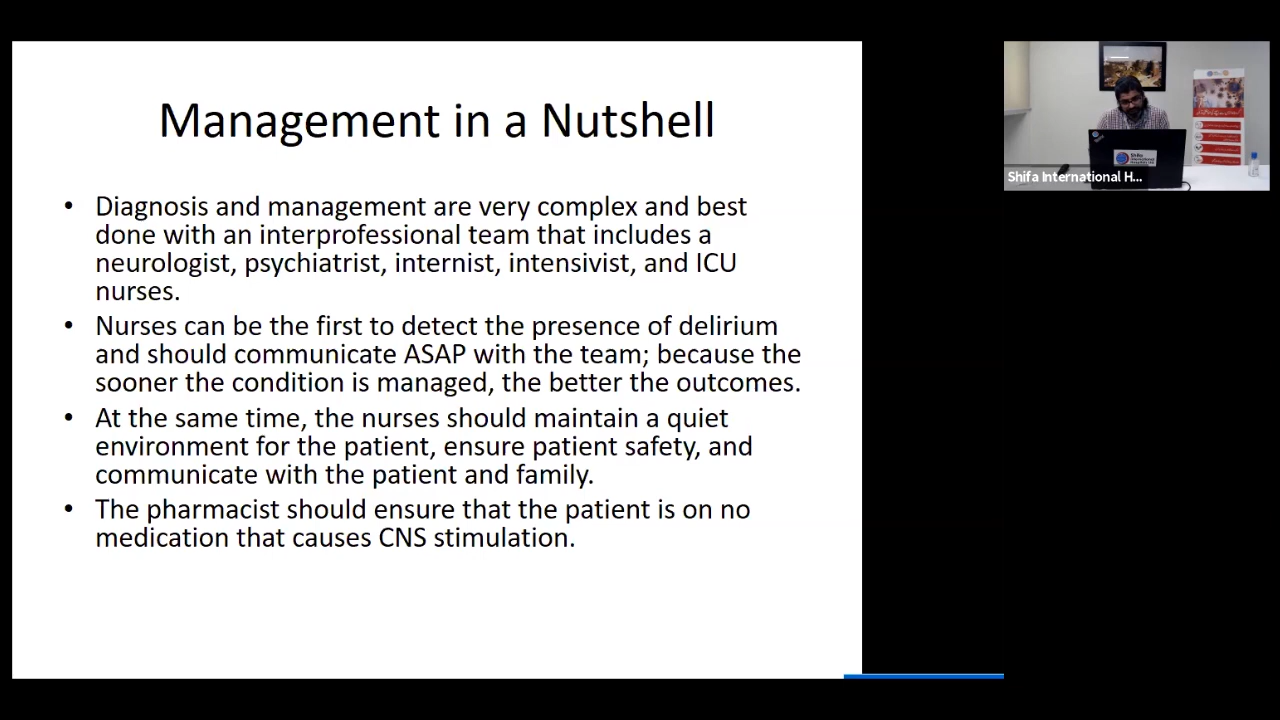 Management in a Nutshell
• Diagnosis and management are very complex and best
done with an interprofessional team that includes a
neurologist, psychiatrist, internist, intensivist, and ICU
nurses.
• Nurses can be the first to detect the presence of delirium
and should communicate ASAP with the team; because the
sooner the condition is managed, the better the outcomes.
• At the same time, the nurses should maintain a quiet
environment for the patient, ensure patient safety, and
communicate with the patient and family.
• The pharmacist should ensure that the patient is on no
medication that causes CNS stimulation.
Shifa
International
Shifa International H...